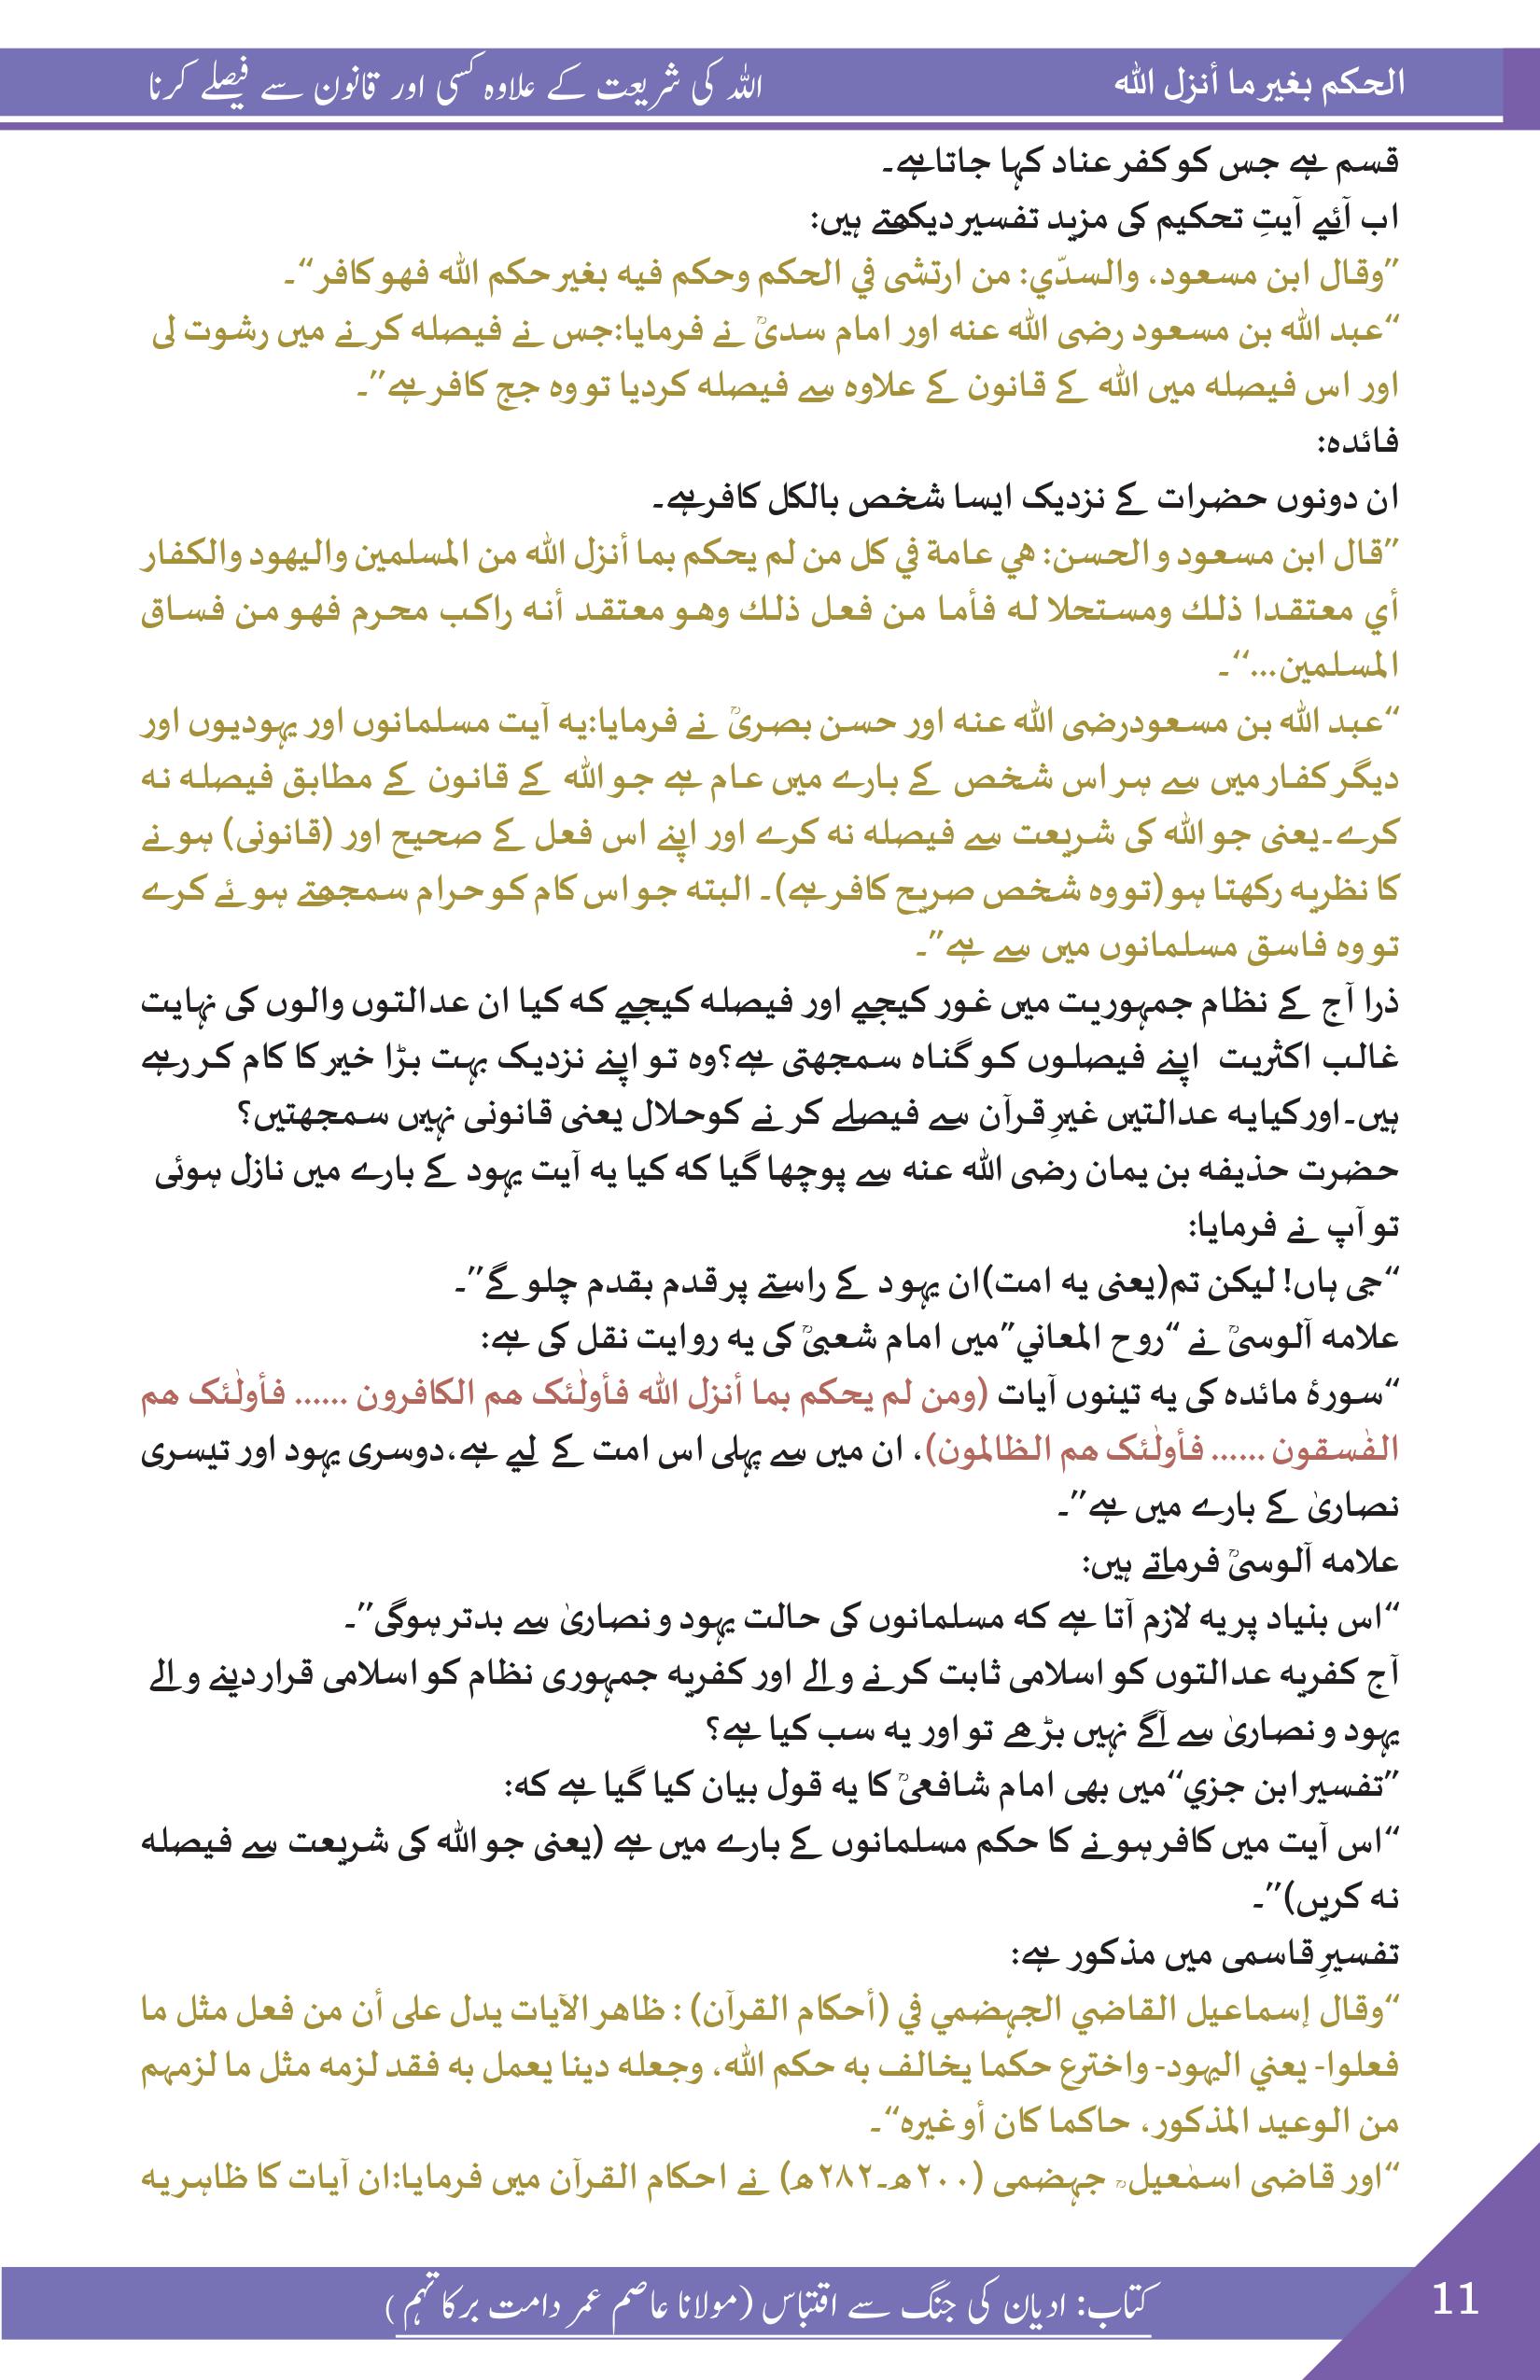 الحكم بغير ما أنزل الله
اللہ کی شریعت کے علاوہ کسی اور قانون سے فیصلے کرنا
قسم ہے جس کو کفر عناد کہا جاتاہے۔
اب آئیے آیتِ تحکیم کی مزید تفسیر دیکھتے ہیں:
”وقال ابن مسعود، والسدّي: من ارتشى في الحكم وحكم فيه بغير حكم الله فهو كافر“۔
“عبد اللہ بن مسعود رضی اللہ عنہ اور امام سدیؒ نے فرمایا:جس نے فیصلہ کرنے میں رشوت لی
اور اس فیصلہ میں اللہ کے قانون کے علاوہ سے فیصلہ کردیا تو وہ جج کافر ہے”۔
فائدہ:
ان دونوں حضرات کے نزدیک ایسا شخص بالکل کافرہے۔
”قال ابن مسعود و الحسن: هي عامة في كل من لم يحكم بما أنزل الله من المسلمين واليهود والكفار
أي معتقدا ذلك ومستحلا له فأما من فعل ذلك وهو معتقد أنه راكب محرم فهو من فساق
المسلمين...‘‘۔
“عبد اللہ بن مسعودرضی اللہ عنہ اور حسن بصریؒ نے فرمایا:یہ آیت مسلمانوں اور یہودیوں اور
دیگر کفار میں سے ہر اس شخص کے بارے میں عام ہے جو اللہ کے قانون کے مطابق فیصلہ نہ
کرے۔یعنی جو اللہ کی شریعت سے فیصلہ نہ کرے اور اپنے اس فعل کے صحیح اور (قانونی) ہونے
کا نظریہ رکھتا ہو(تو وہ شخص صریح کافر ہے)۔ البتہ جو اس کام کو حرام سمجھتے ہوئے کرے
تو وہ فاسق مسلمانوں میں سے ہے”۔
ذرا آج کے نظام جمہوریت میں غور کیجیے اور فیصلہ کیجیے کہ کیا ان عدالتوں والوں کی نہایت
غالب اکثریت اپنے فیصلوں کو گناہ سمجھتی ہے؟وہ تو اپنے نزدیک بہت بڑا خیر کا کام کر رہے
ہیں۔اورکیایہ عدالتیں غیرِ قرآن سے فیصلے کرنے کوحلال یعنی قانونی نہیں سمجھتیں؟
حضرت حذیفہ بن یمان رضی اللہ عنہ سے پوچھا گیا کہ کیا یہ آیت یہود کے بارے میں نازل ہوئی
تو آپ نے فرمایا:
“جی ہاں! لیکن تم(یعنی یہ امت)ان یہود کے راستے پر قدم بقدم چلو گے”۔
علامہ آلوسیؒ نے “روح المعاني”میں امام شعبیؒ کی یہ روایت نقل کی ہے:
“سورۂ مائدہ کی یہ تینوں آیات (ومن لم یحکم بما أنزل اللہ فأولٰئک ھم الکافرون ...... فأولٰئک ھم
الفٰسقون ...... فأولٰئک ھم الظالمون)، ان میں سے پہلی اس امت کے لیے ہے،دوسری یہود اور تیسری
نصاریٰ کے بارے میں ہے”۔
علامہ آلوسیؒ فرماتے ہیں:
“اس بنیاد پر یہ لازم آتا ہے کہ مسلمانوں کی حالت یہود و نصاریٰ سے بدتر ہوگی”۔
آج کفریہ عدالتوں کو اسلامی ثابت کرنے والے اور کفریہ جمہوری نظام کو اسلامی قرار دینے والے
یہود و نصاریٰ سے آگے نہیں بڑھے تو اور یہ سب کیا ہے؟
”تفسیر ابن جزي“میں بھی امام شافعیؒ کا یہ قول بیان کیا گیا ہے کہ:
“اس آیت میں کافر ہونے کا حکم مسلمانوں کے بارے میں ہے (یعنی جو اللہ کی شریعت سے فیصلہ
نہ کریں)”۔
تفسیرِ قاسمی میں مذکور ہے:
“وقال إسماعيل القاضي الجهضمي في (أحكام القرآن) : ظاهر الآيات يدل على أن من فعل مثل ما
فعلوا- يعني اليهود- واخترع حكما يخالف به حكم الله، وجعله دينا يعمل به فقد لزمه مثل ما لزمهم
من الوعيد المذكور، حاكما كان أو غيره“۔
“اور قاضی اسمٰعیلؒ جہضمی (۲۰۰ھ۔۲۸۲ھ) نے احکام القرآن میں فرمایا:ان آیات کا ظاہر یہ
کتاب: ادیان کی جنگ سے اقتباس (مولانا عاصم عمر دامت برکاتہم)
11